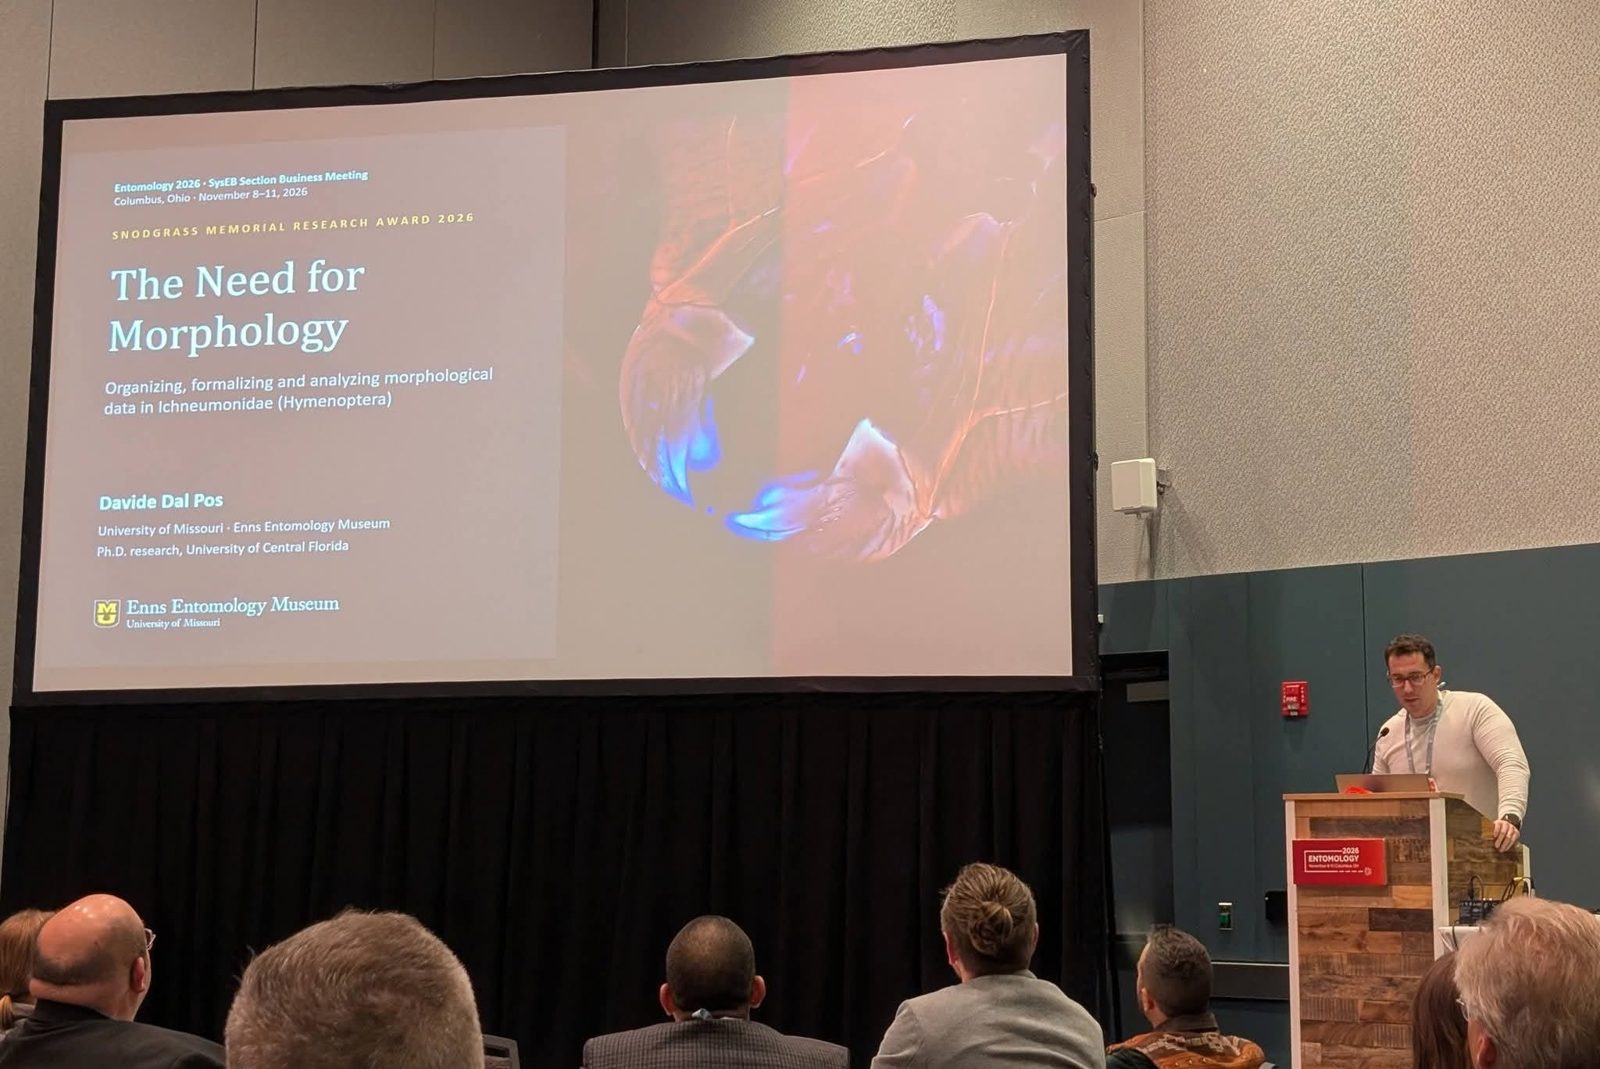 Entomology 2026 · SysEB Section Business Meeting
Columbus, Ohio · November 8–11, 2026
SNODGRASS MEMORIAL RESEARCH AWARD 2026
The Need for
Morphology
Organizing, formalizing and analyzing morphological
data in Ichneumonidae (Hymenoptera)
Davide Dal Pos
University of Missouri · Enns Entomology Museum
Ph.D. research, University of Central Florida
MU
Enns Entomology Museum
University of Missouri
FIRE
2026
ENTOMOLOGY